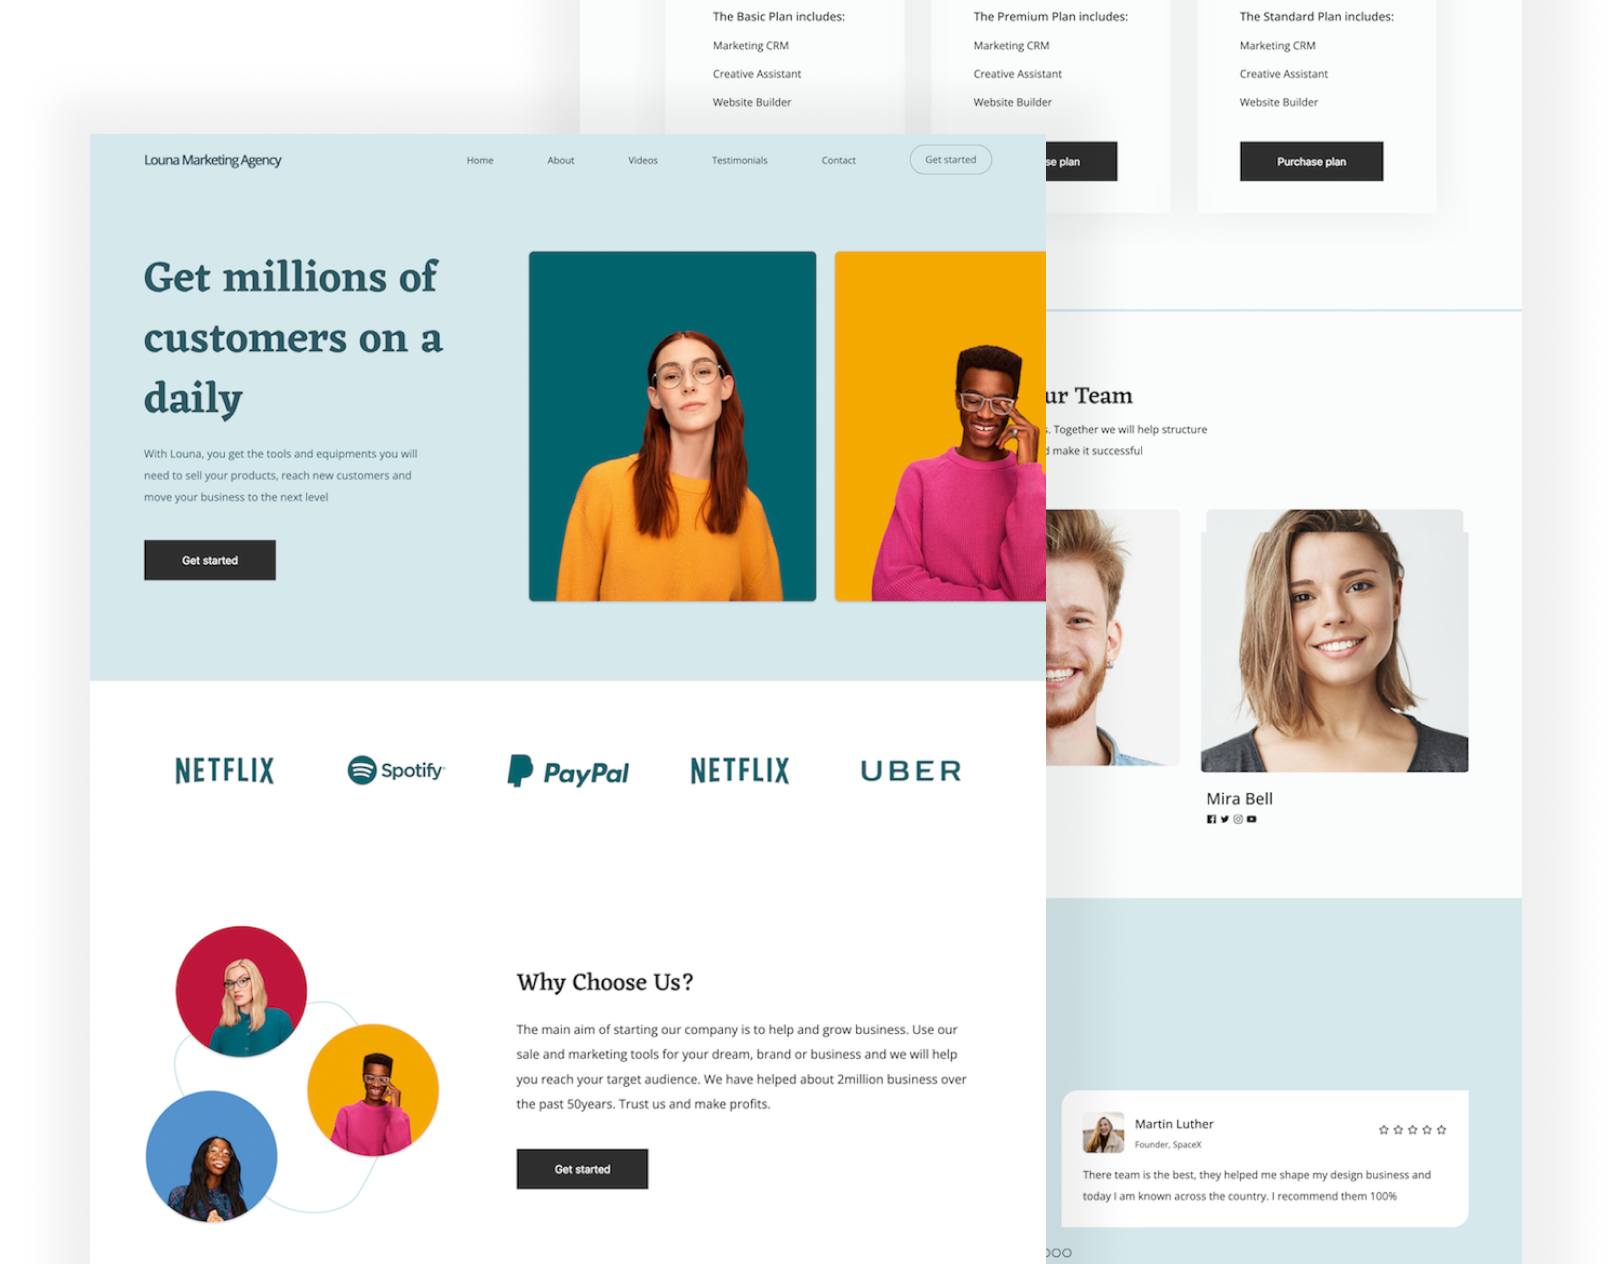 The Basic Plan includes:
Marketing CRM
Creative Assistant
Website Builder
The Premium Plan includes:
Marketing CRM
Creative Assistant
Website Builder
The Standard Plan includes:
Marketing CRM
Creative Assistant
Website Builder
se plan
Purchase plan
Louna Marketing Agency
Home
About
Videos
Testimonials
Contact
Get started
Get millions of
customers on a
daily
With Louna, you get the tools and equipments you will
need to sell your products, reach new customers and
move your business to the next level
Get started
NETFLIX
Spotify
PayPal
NETFLIX
UBER
Why Choose Us?
The main aim of starting our company is to help and grow business. Use our
sale and marketing tools for your dream, brand or business and we will help
you reach your target audience. We have helped about 2million business over
the past 50years. Trust us and make profits.
Get started
ur Team
s. Together we will help structure
d make it successful
Mira Bell
Martin Luther
Founder, SpaceX
There team is the best, they helped me shape my design business and
today I am known across the country. I recommend them 100%